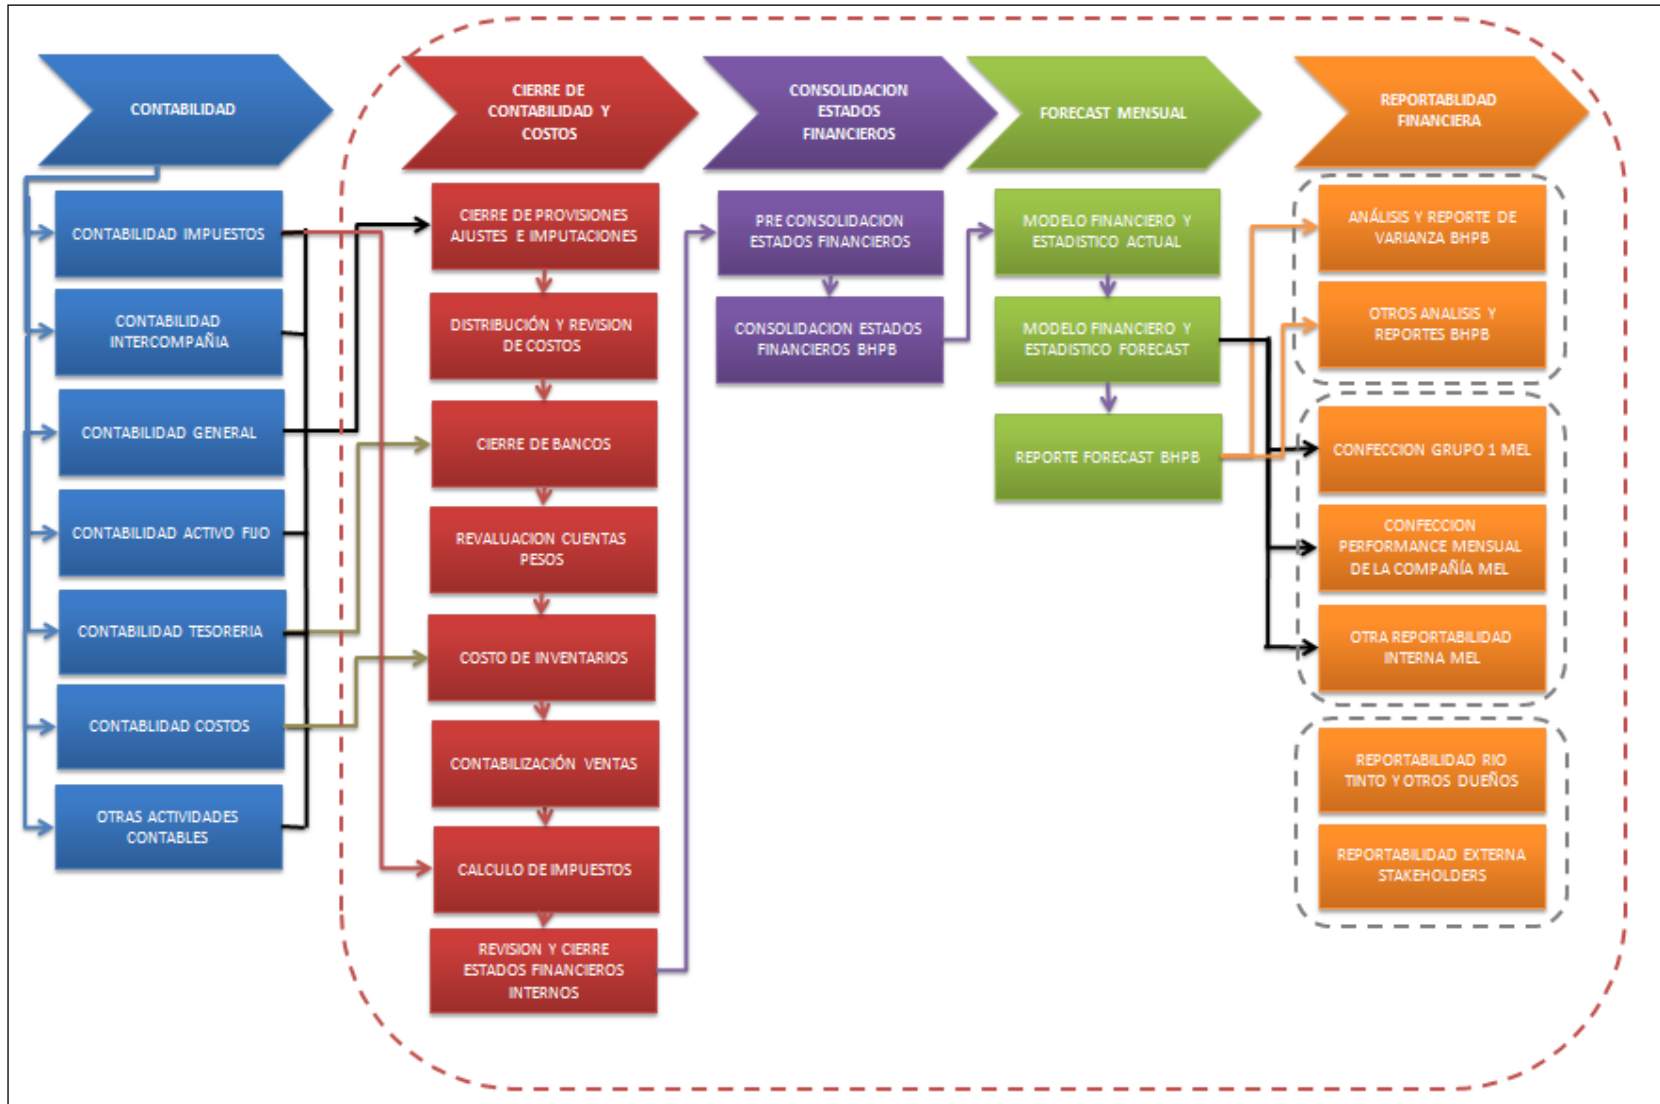 CONTABILIDAD
CIERRE DE
CONTABILIDAD Y
COSTOS
CONSOLIDACION
ESTADOS
FINANCIEROS
FORECAST MENSUAL
REPORTABLIDAD
FINANCIERA
CONTABILIDAD IMPUESTOS
CONTABILIDAD
INTERCOMPAÑIA
CONTABILIDAD GENERAL
CONTABILIDAD ACTIVO FIJO
CONTABILIDAD TESORERIA
CONTABLIDAD COSTOS
OTRAS ACTIVIDADES
CONTABLES
CIERRE DE PROVISIONES
AJUSTES E IMPUTACIONES
DISTRIBUCIÓN Y REVISION
DE COSTOS
CIERRE DE BANCOS
REVALUACION CUENTAS
PESOS
COSTO DE INVENTARIOS
CONTABILIZACIÓN VENTAS
CALCULO DE IMPUESTOS
REVISION Y CIERRE
ESTADOS FINANCIEROS
INTERNOS
PRE CONSOLIDACION
ESTADOS FINANCIEROS
CONSOLIDACION ESTADOS
FINANCIEROS BHPB
MODELO FINANCIERO Y
ESTADISTICO ACTUAL
MODELO FINANCIERO Y
ESTADISTICO FORECAST
REPORTE FORECAST BHPB
ANÁLISIS Y REPORTE DE
VARIANZA BHPB
OTROS ANALISIS Y
REPORTES BHPB
CONFECCION GRUPO 1 MEL
CONFECCION
PERFORMANCE MENSUAL
DE LA COMPAÑÍA MEL
OTRA REPORTABILIDAD
INTERNA MEL
REPORTABILIDAD RIO
TINTO Y OTROS DUEÑOS
REPORTABILIDAD EXTERNA
STAKEHOLDERS